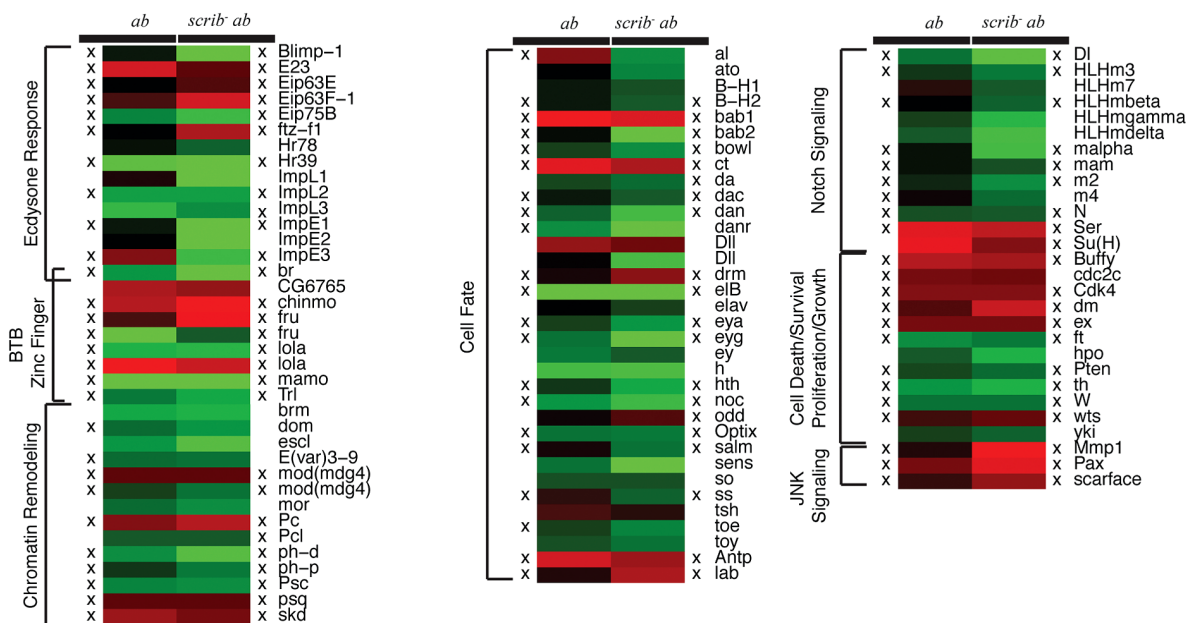 ab scrib⁻ ab
Ecdysone Response
x x Blimp−1
x x E23
x x Eip63E
x x Eip63F−1
x x Eip75B
x x ftz−f1
Hr78
x x Hr39
ImpL1
x x ImpL2
x ImpL3
x x ImpE1
ImpE2
x x ImpE3
x x br
BTB
Zinc Finger
CG6765
x x chinmo
x x fru
x x fru
x x lola
x x lola
x x mamo
x x Trl
Chromatin Remodeling
brm
x x dom
escl
x x E(var)3−9
x x mod(mdg4)
x x mod(mdg4)
mor
x x Pc
x x Pcl
x x ph−d
x x ph−p
x x Psc
x x psq
x x skd
ab scrib⁻ ab
Cell Fate
x al
ato
B−H1
x x B−H2
x x bab1
x x bab2
x x bowl
x x ct
x x da
x x dac
x x dan
x x danr
Dll
Dll
x x drm
x x elB
elav
x x eya
x x eyg
ey
h
x x hth
x x noc
x x odd
x x Optix
x x salm
sens
so
x x ss
tsh
x toe
toy
x x Antp
x x lab
ab scrib⁻ ab
Notch Signaling
x x Dl
x x HLHm3
HLHm7
x x HLHmbeta
HLHmgamma
HLHmdelta
x x malpha
x x mam
x x m2
x x m4
x x N
x x Ser
x x Su(H)
Cell Death/Survival
Proliferation/Growth
x x Buffy
x x cdc2c
x x Cdk4
x x dm
x x ex
x x ft
hpo
x x Pten
x x th
x x W
x x wts
yki
JNK
Signaling
x x Mmp1
x x Pax
x x scarface